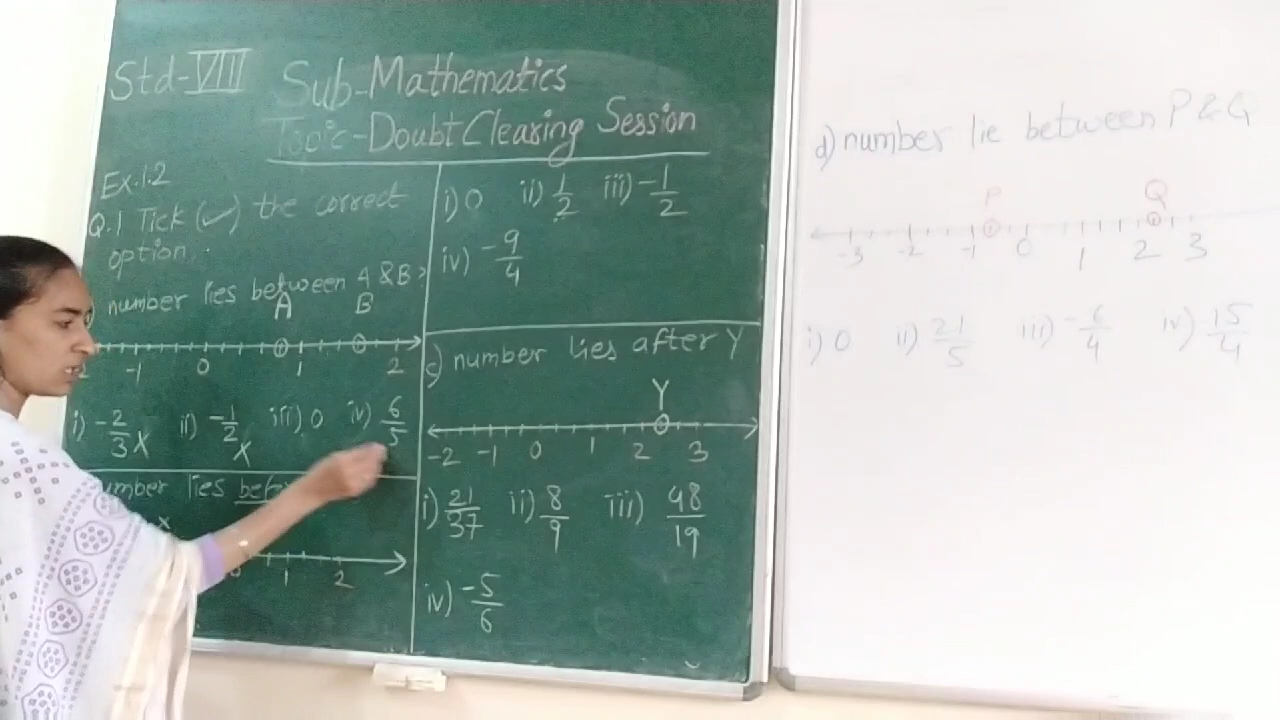 Std-VIII Sub-Mathematics
Topic-Doubt Clearing Session
Ex.1.2
Q.1 Tick (✓) the correct
option.
number lies between A & B
A B
-1 0 1 2
i) -2/3 X ii) -1/2 X iii) 0 iv) 6/5
number lies
1 2
i) 0 ii) 1/2 iii) -1/2
iv) -9/4
c) number lies after Y
Y
-2 -1 0 1 2 3
i) 21/37 ii) 8/9 iii) 48/19
iv) -5/6
d) number lie between P & Q
P Q
-3 -2 -1 0 1 2 3
i) 0 ii) 21/5 iii) -6/4 iv) 15/4